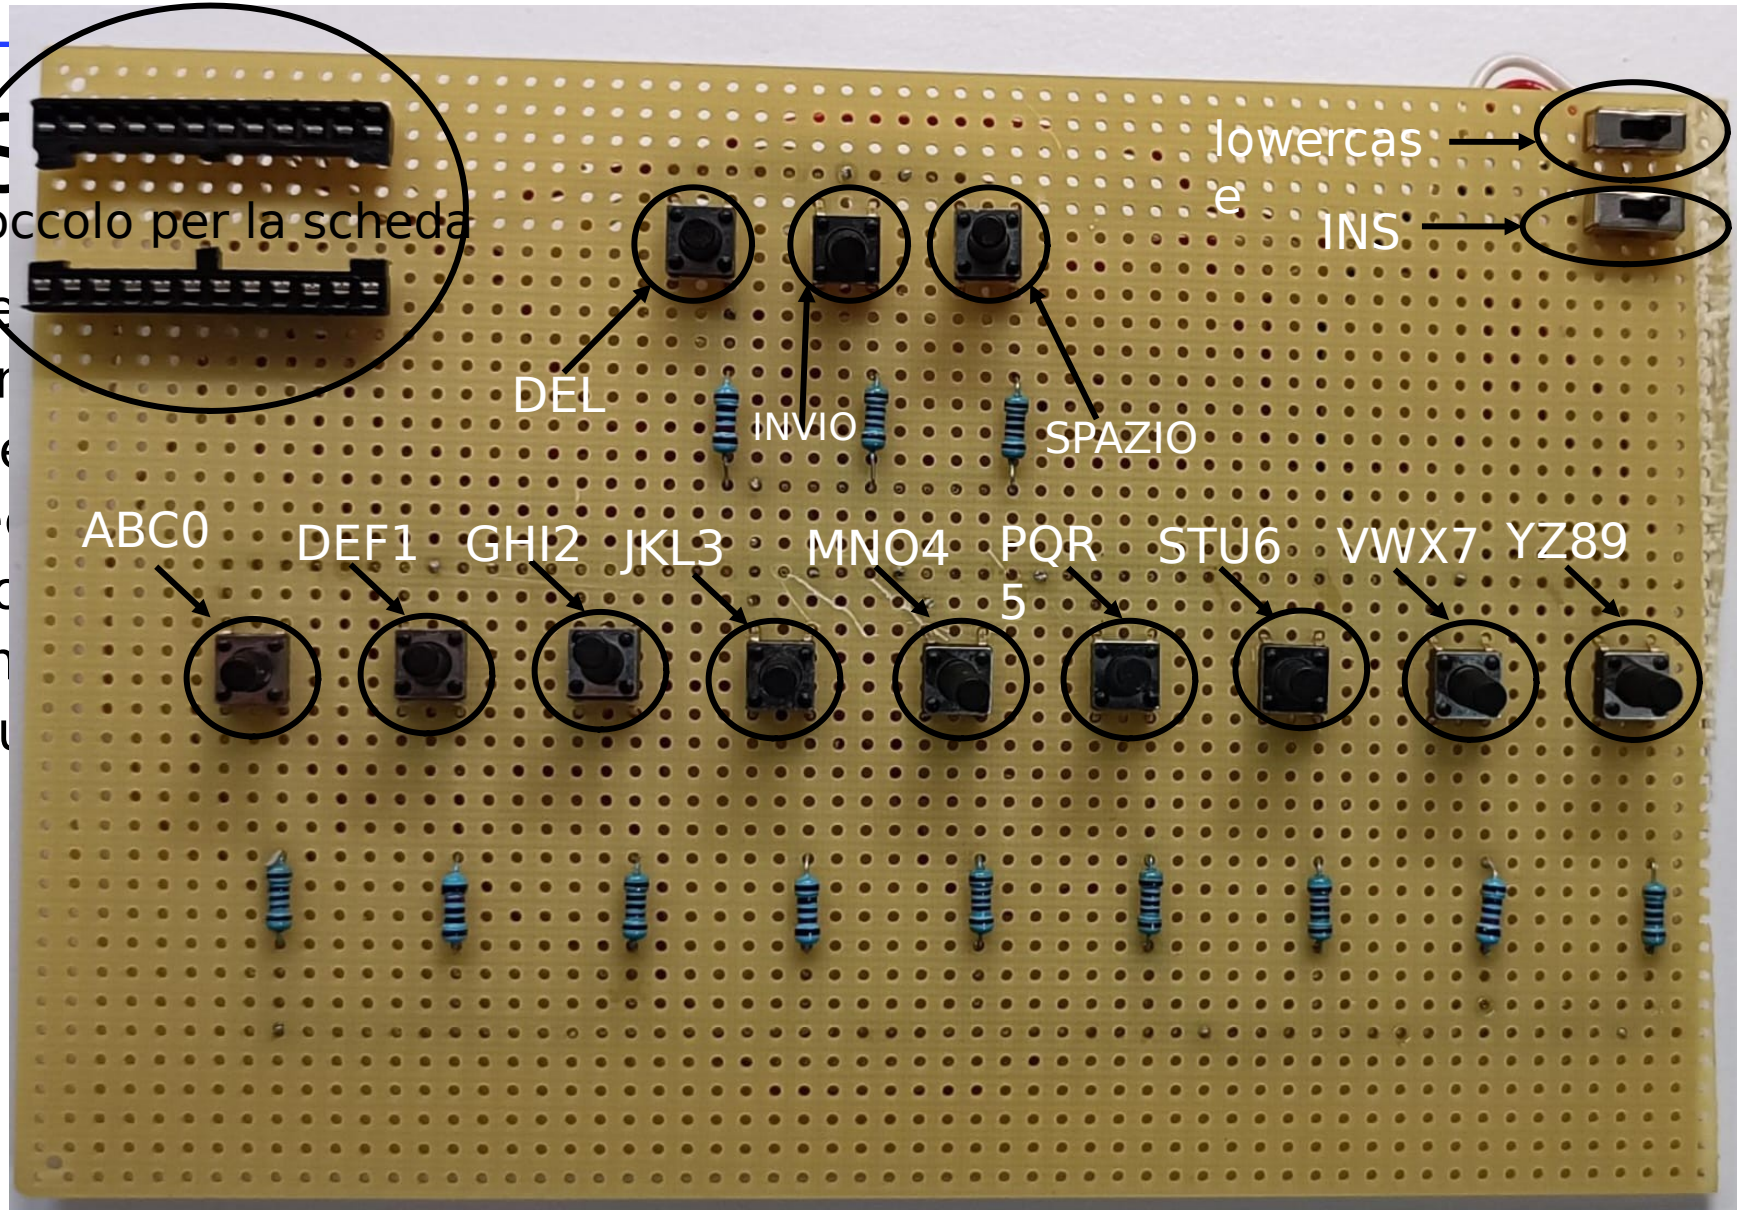 lowercas
e
occolo per la scheda
INS
DEL
INVIO
SPAZIO
ABC0
DEF1
GHI2
JKL3
MNO4
PQR
5
STU6
VWX7
YZ89